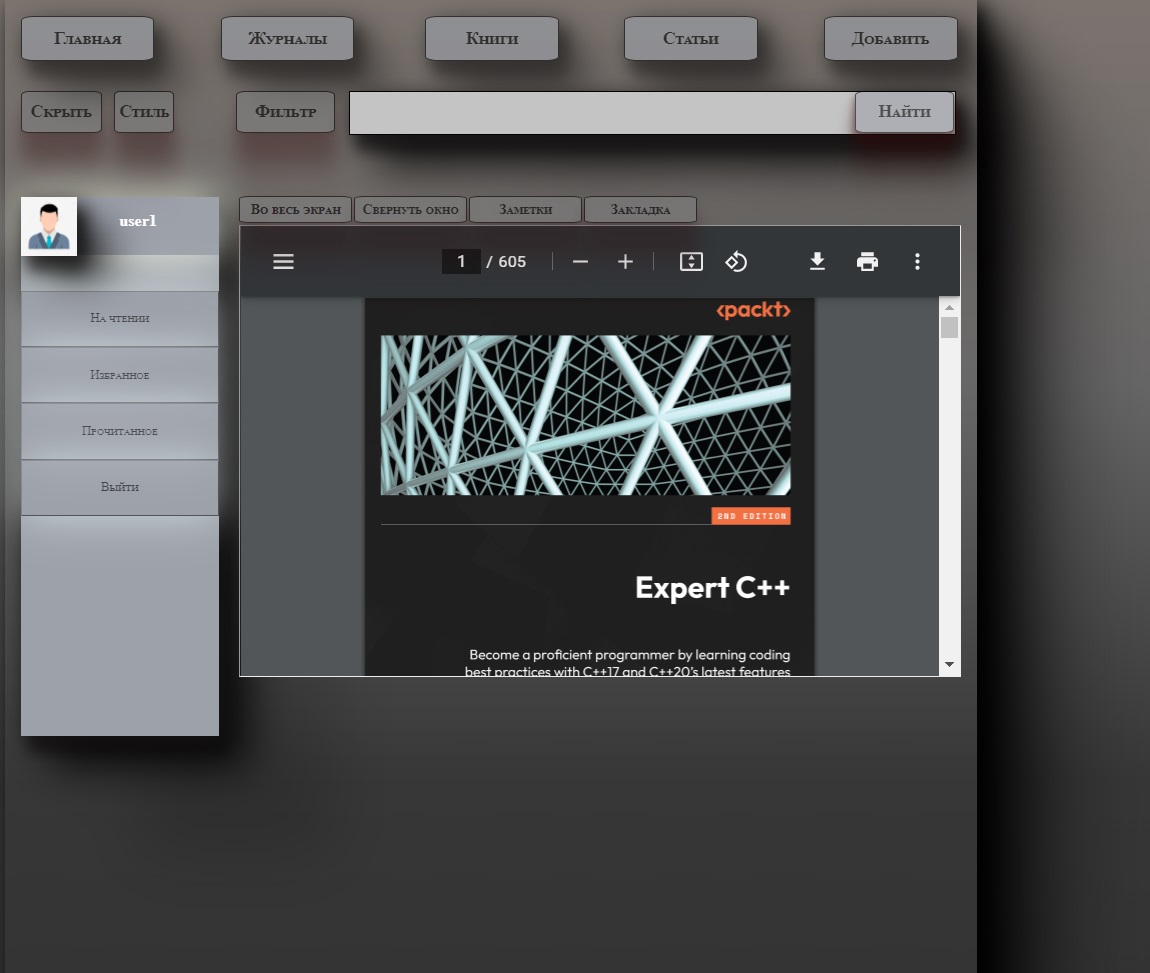 Главная Журналы Книги Статьи Добавить
Скрыть Стиль Фильтр Найти
user1
Во весь экран Свернуть окно Заметки Закладка
1 / 605
На чтении
Избранное
Прочитанное
Выйти
<packt>
2ND EDITION
Expert C++
Become a proficient programmer by learning coding
best practices with C++17 and C++20's latest features